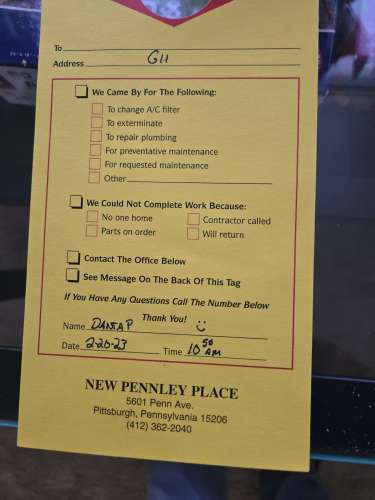 To
Address G11
We Came By For The Following:
To change A/C filter
To exterminate
To repair plumbing
For preventative maintenance
For requested maintenance
Other
We Could Not Complete Work Because:
No one home Contractor called
Parts on order Will return
Contact The Office Below
See Message On The Back Of This Tag
If You Have Any Questions Call The Number Below
Thank You!
Name DANTA P
Date 2-20-23 Time 10 50 AM
NEW PENNLEY PLACE
5601 Penn Ave.
Pittsburgh, Pennsylvania 15206
(412) 362-2040